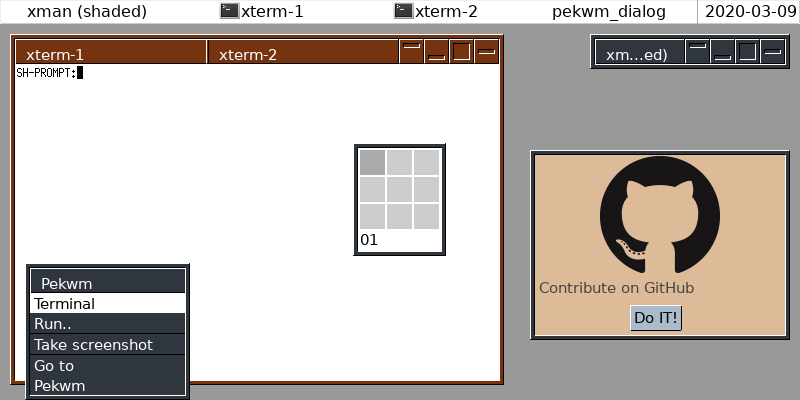 xman (shaded) xterm-1 xterm-2 pekwm_dialog 2020-03-09
xterm-1 xterm-2
xm...ed)
SH-PROMPT:
01
Contribute on GitHub
Do IT!
Pekwm
Terminal
Run..
Take screenshot
Go to
Pekwm